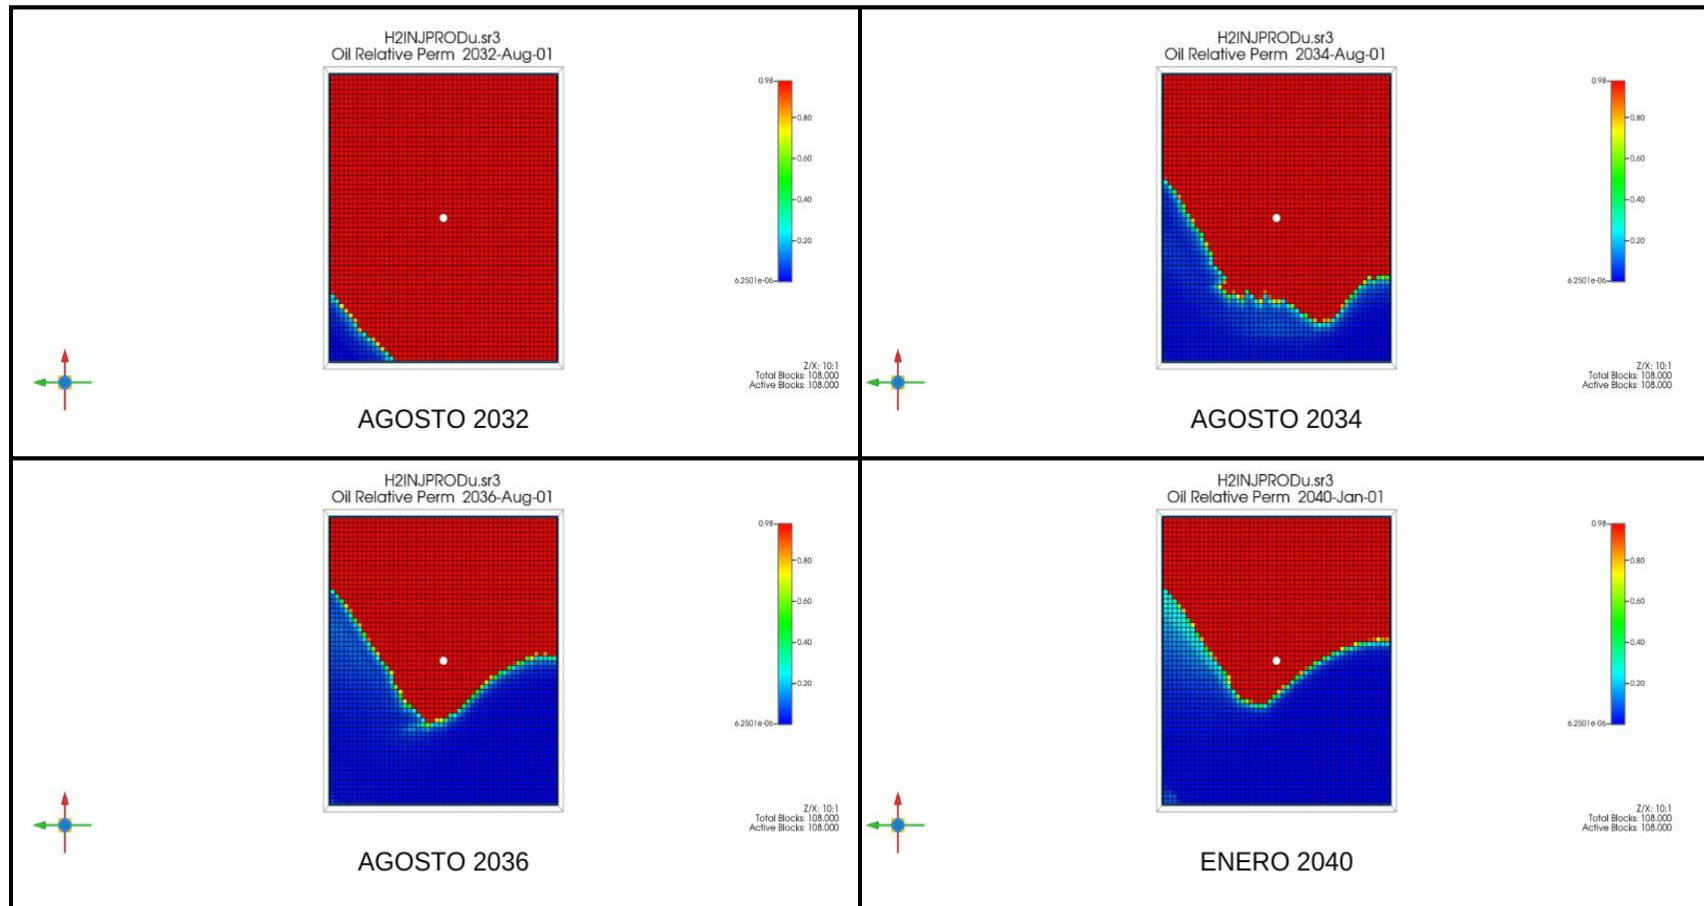 H2INJPRODu.sr3
Oil Relative Perm 2032-Aug-01
0.98
0.80
0.60
0.40
0.20
6.2501e-06
Z/X: 10:1
Total Blocks: 108.000
Active Blocks: 108.000
AGOSTO 2032
H2INJPRODu.sr3
Oil Relative Perm 2034-Aug-01
0.98
0.80
0.60
0.40
0.20
6.2501e-06
Z/X: 10:1
Total Blocks: 108.000
Active Blocks: 108.000
AGOSTO 2034
H2INJPRODu.sr3
Oil Relative Perm 2036-Aug-01
0.98
0.80
0.60
0.40
0.20
6.2501e-06
Z/X: 10:1
Total Blocks: 108.000
Active Blocks: 108.000
AGOSTO 2036
H2INJPRODu.sr3
Oil Relative Perm 2040-Jan-01
0.98
0.80
0.60
0.40
0.20
6.2501e-06
Z/X: 10:1
Total Blocks: 108.000
Active Blocks: 108.000
ENERO 2040